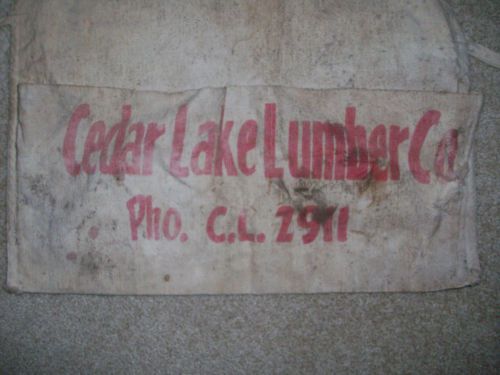 Cedar Lake Lumber Co.
Pho. C.L. 2911